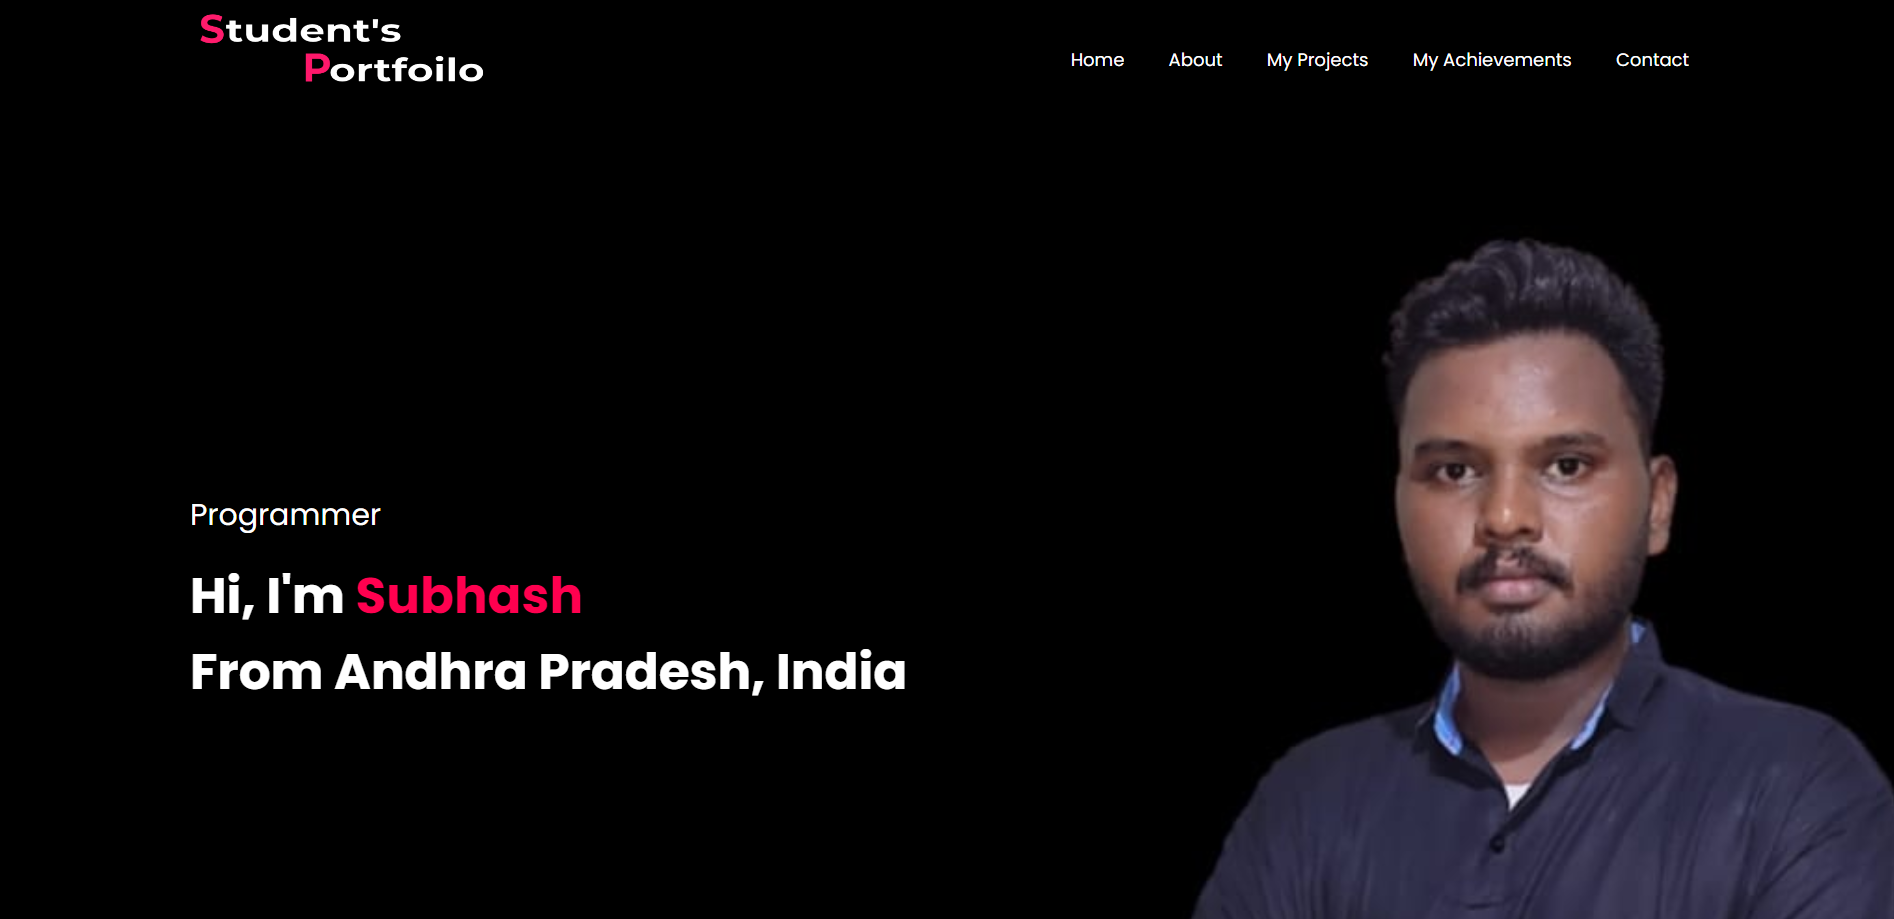 Student's
Portfoilo
Home About My Projects My Achievements Contact
Programmer
Hi, I'm Subhash
From Andhra Pradesh, India